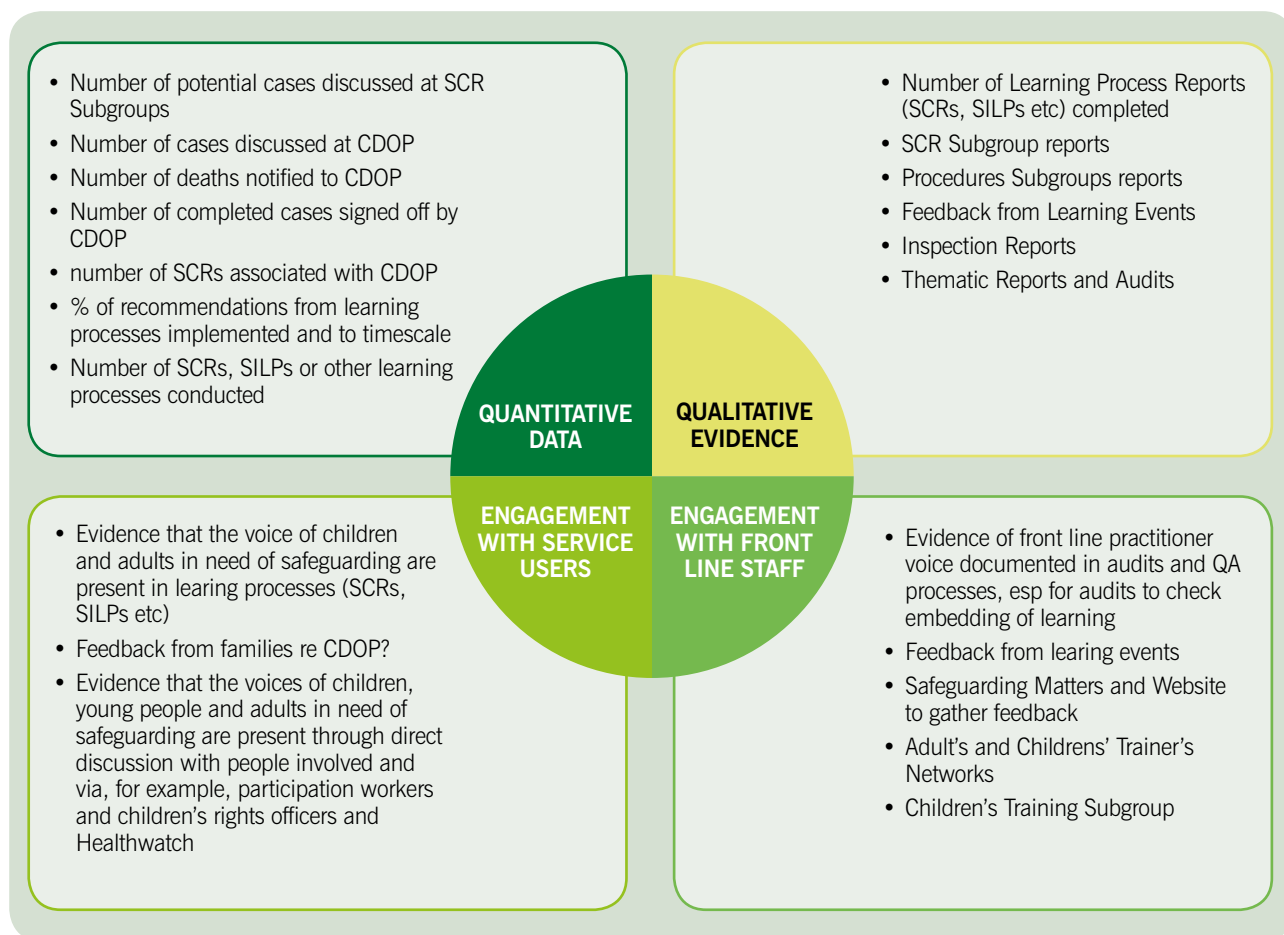 • Number of potential cases discussed at SCR
Subgroups
• Number of cases discussed at CDOP
• Number of deaths notified to CDOP
• Number of completed cases signed off by
CDOP
• number of SCRs associated with CDOP
• % of recommendations from learning
processes implemented and to timescale
• Number of SCRs, SILPs or other learning
processes conducted
• Number of Learning Process Reports
(SCRs, SILPs etc) completed
• SCR Subgroup reports
• Procedures Subgroups reports
• Feedback from Learning Events
• Inspection Reports
• Thematic Reports and Audits
QUANTITATIVE
DATA
QUALITATIVE
EVIDENCE
ENGAGEMENT
WITH SERVICE
USERS
ENGAGEMENT
WITH FRONT
LINE STAFF
• Evidence that the voice of children
and adults in need of safeguarding are
present in learing processes (SCRs,
SILPs etc)
• Feedback from families re CDOP?
• Evidence that the voices of children,
young people and adults in need of
safeguarding are present through direct
discussion with people involved and
via, for example, participation workers
and children's rights officers and
Healthwatch
• Evidence of front line practitioner
voice documented in audits and QA
processes, esp for audits to check
embedding of learning
• Feedback from learing events
• Safeguarding Matters and Website
to gather feedback
• Adult's and Childrens' Trainer's
Networks
• Children's Training Subgroup